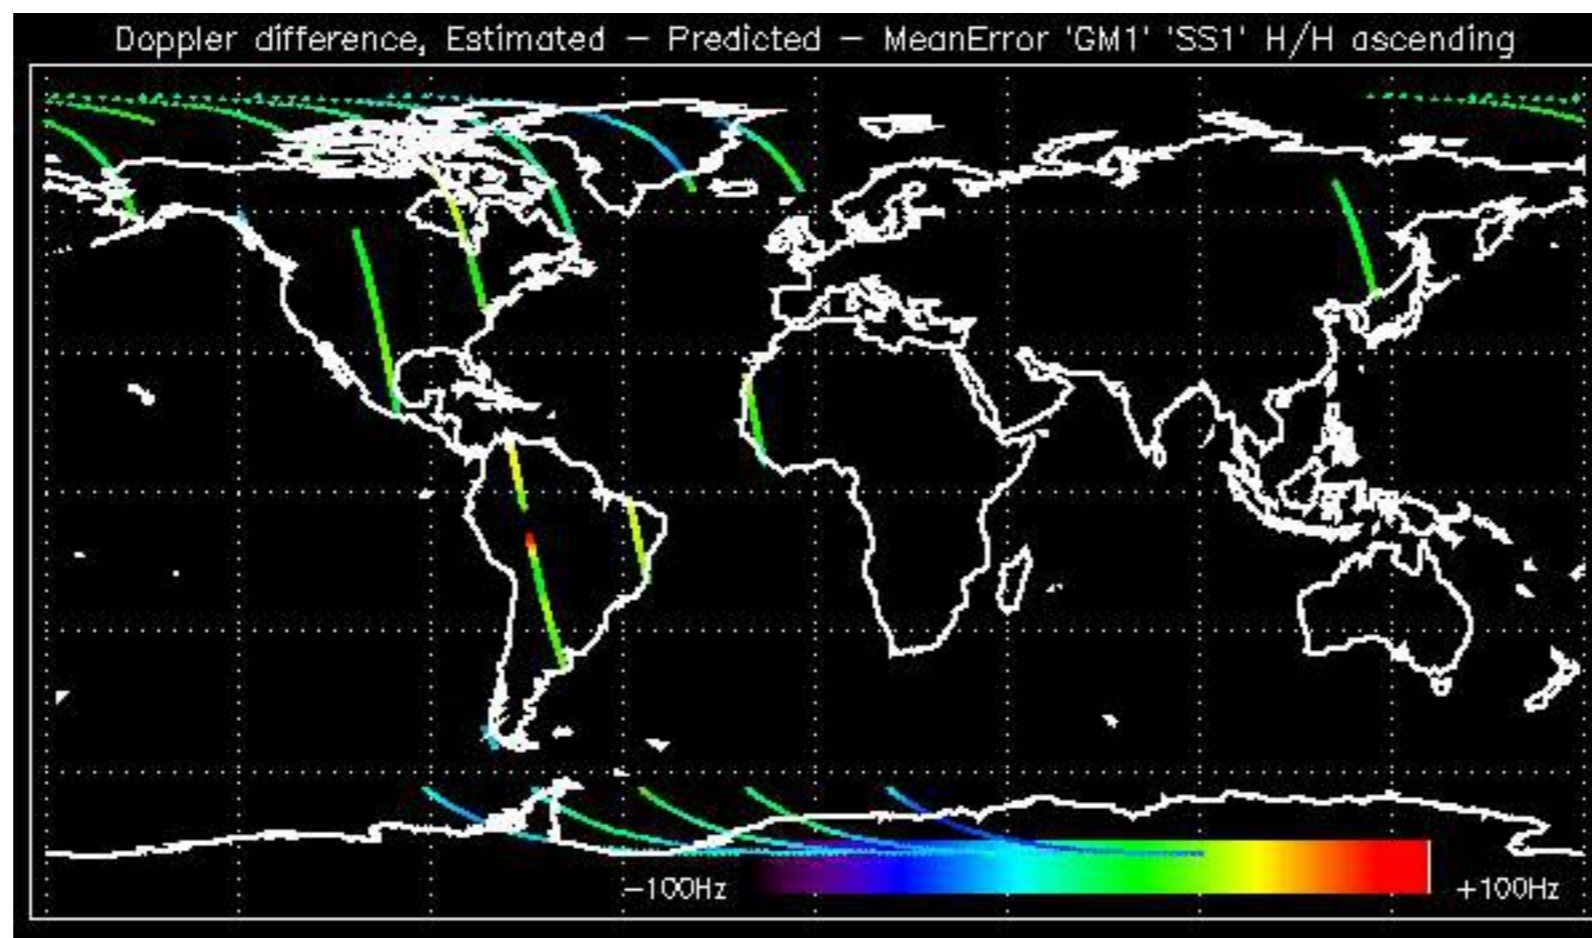 Doppler difference, Estimated – Predicted – MeanError 'GM1' 'SS1' H/H ascending
–100Hz
+100Hz